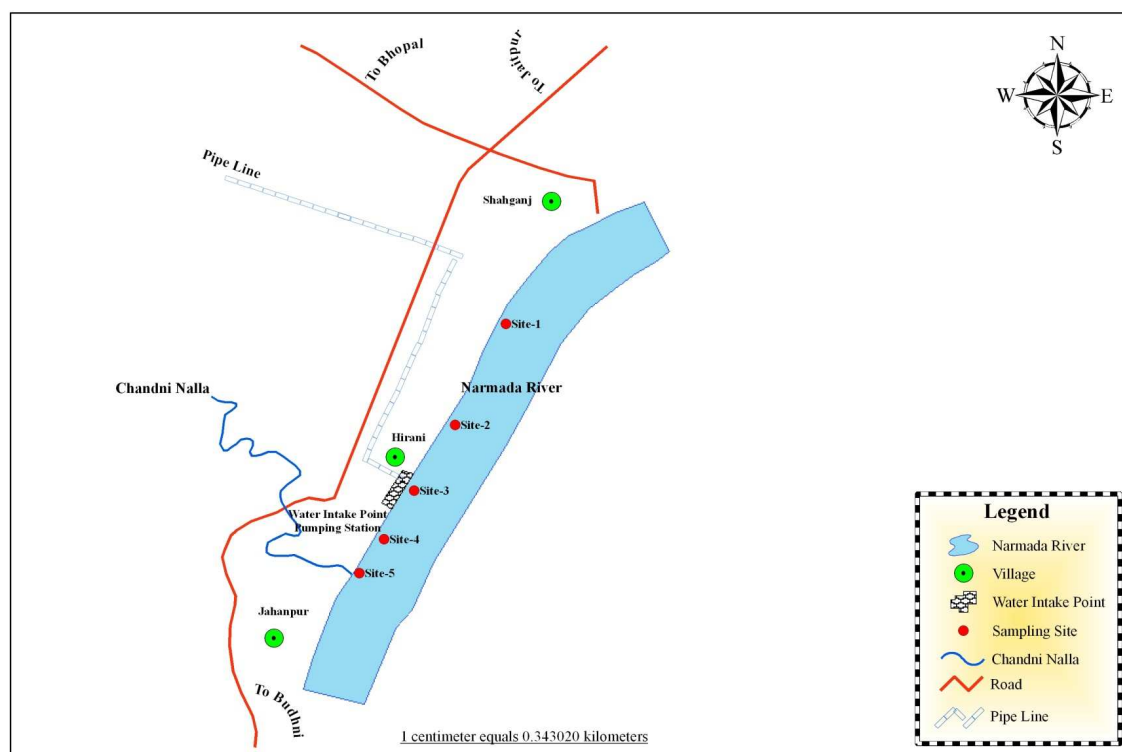 To Bhopal
To Jaitpur
N
W E
S
Pipe Line
Shahganj
Site-1
Chandni Nalla
Narmada River
Site-2
Hirani
Site-3
Water Intake Point
Pumping Station
Site-4
Site-5
Jahanpur
To Budhni
1 centimeter equals 0.343020 kilometers
Legend
Narmada River
Village
Water Intake Point
Sampling Site
Chandni Nalla
Road
Pipe Line